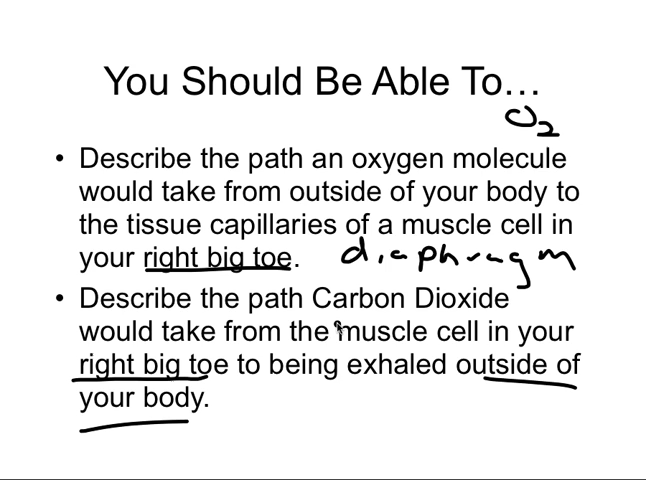 You Should Be Able To…
O2
• Describe the path an oxygen molecule
would take from outside of your body to
the tissue capillaries of a muscle cell in
your right big toe. diaphragm
• Describe the path Carbon Dioxide
would take from the muscle cell in your
right big toe to being exhaled outside of
your body.